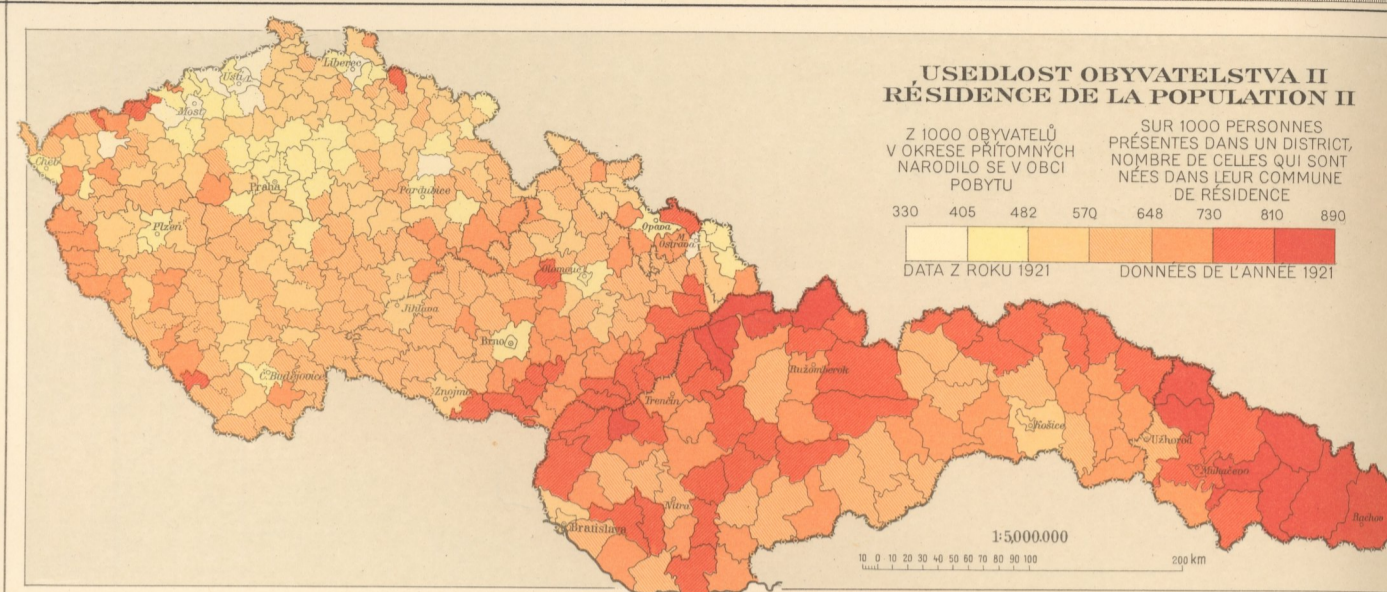 USEDLOST OBYVATELSTVA II
RÉSIDENCE DE LA POPULATION II
Z 1000 OBYVATELŮ
V OKRESE PŘÍTOMNÝCH
NARODILO SE V OBCI
POBYTU
SUR 1000 PERSONNES
PRÉSENTES DANS UN DISTRICT,
NOMBRE DE CELLES QUI SONT
NÉES DANS LEUR COMMUNE
DE RÉSIDENCE
330 405 482 570 648 730 810 890
DATA Z ROKU 1921
DONNÉES DE L'ANNÉE 1921
Liberec
Ústí
Most
Cheb
Praha
Pardubice
Plzeň
Opava
M. Ostrava
Olomouc
Jihlava
Brno
Č. Budějovice
Znojmo
Ružomberok
Trenčín
Košice
Užhorod
Mukačevo
Nitra
Bratislava
Rachov
1:5,000.000
10 0 10 20 30 40 50 60 70 80 90 100 200 km